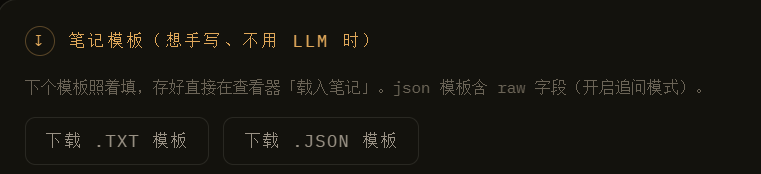 ↧ 笔记模板（想手写、不用 LLM 时）
下个模板照着填，存好直接在查看器「载入笔记」。json 模板含 raw 字段（开启追问模式）。
下载 .TXT 模板 下载 .JSON 模板